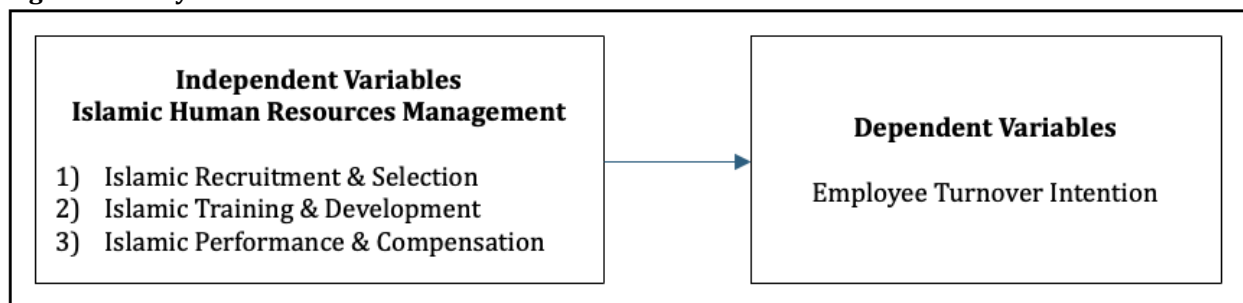 Independent Variables
Islamic Human Resources Management
1) Islamic Recruitment & Selection
2) Islamic Training & Development
3) Islamic Performance & Compensation
Dependent Variables
Employee Turnover Intention